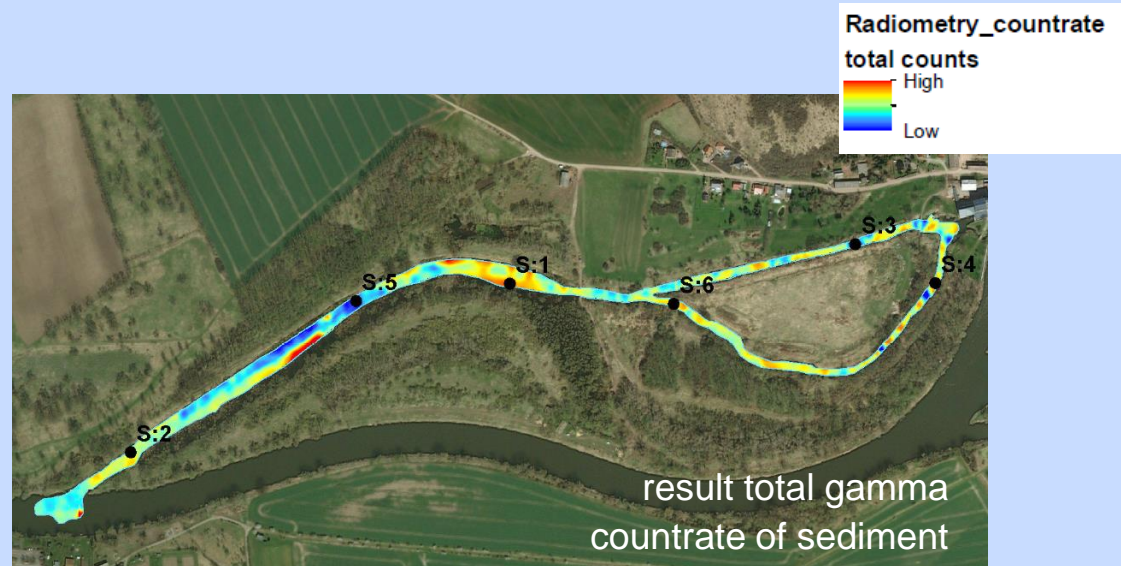 Radiometry_countrate
total counts
High
Low
S:3
S:1
S:4
S:5
S:6
S:2
result total gamma
countrate of sediment